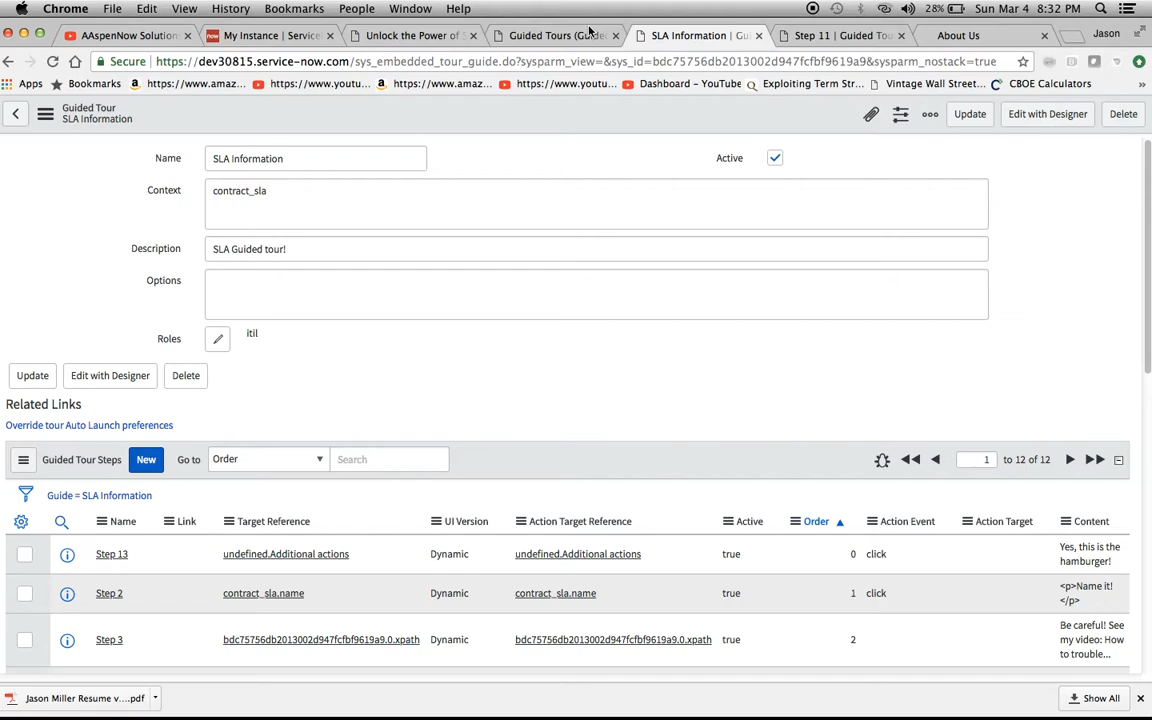 Chrome File Edit View History Bookmarks People Window Help 28% Sun Mar 4 8:32 PM
AAspenNow Solution My Instance | Service Unlock the Power of S Guided Tours (Guide SLA Information | Gui Step 11 | Guided Tou About Us Jason
Secure https://dev30815.service-now.com/sys_embedded_tour_guide.do?sysparm_view=&sys_id=bdc75756db2013002d947fcfbf9619a9&sysparm_nostack=true
Apps Bookmarks https://www.amaz... https://www.youtu... https://www.amaz... https://www.youtu... Dashboard – YouTube Exploiting Term Str... Vintage Wall Street... CBOE Calculators »
Guided Tour
SLA Information
Update Edit with Designer Delete
Name SLA Information Active
Context contract_sla
Description SLA Guided tour!
Options
Roles itil
Update Edit with Designer Delete
Related Links
Override tour Auto Launch preferences
Guided Tour Steps New Go to Order Search 1 to 12 of 12
Guide = SLA Information
Name Link Target Reference UI Version Action Target Reference Active Order Action Event Action Target Content
Step 13 undefined.Additional actions Dynamic undefined.Additional actions true 0 click Yes, this is the
hamburger!
Step 2 contract_sla.name Dynamic contract_sla.name true 1 click <p>Name it!
</p>
Step 3 bdc75756db2013002d947fcfbf9619a9.0.xpath Dynamic bdc75756db2013002d947fcfbf9619a9.0.xpath true 2 Be careful! See
my video: How
to trouble...
Jason Miller Resume v....pdf Show All